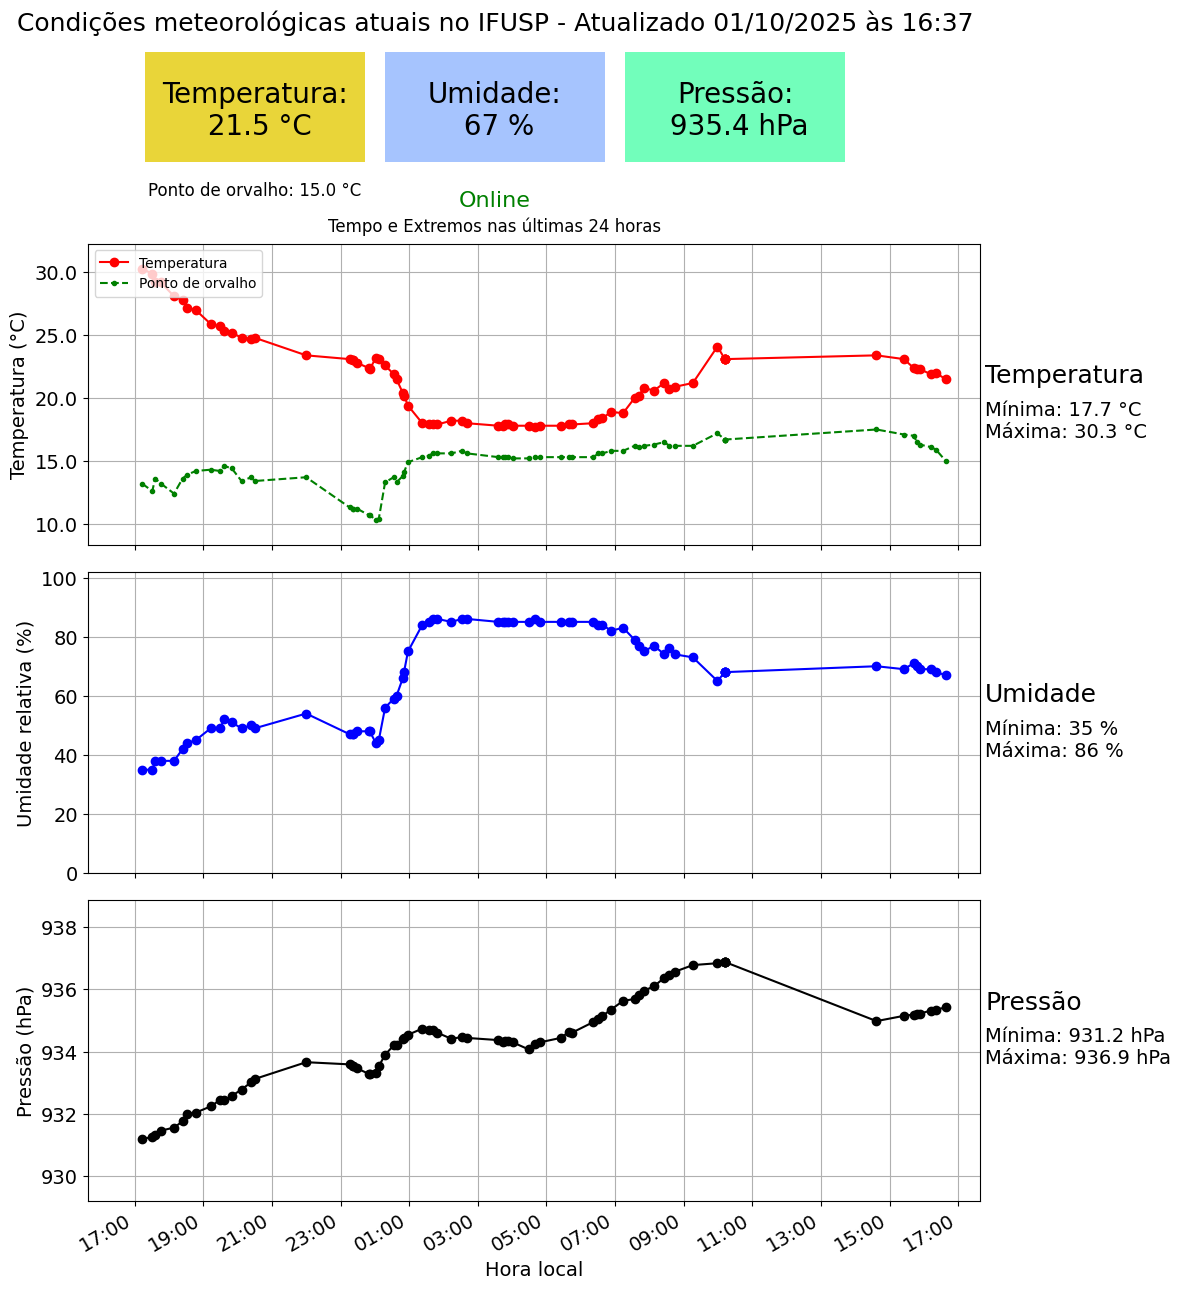 Condições meteorológicas atuais no IFUSP - Atualizado 01/10/2025 às 16:37
Temperatura:
21.5 °C
Umidade:
67 %
Pressão:
935.4 hPa
Ponto de orvalho: 15.0 °C
Online
Tempo e Extremos nas últimas 24 horas
Temperatura
Ponto de orvalho
Temperatura (°C)
30.0
25.0
20.0
15.0
10.0
Temperatura
Mínima: 17.7 °C
Máxima: 30.3 °C
Umidade relativa (%)
100
80
60
40
20
0
Umidade
Mínima: 35 %
Máxima: 86 %
Pressão (hPa)
938
936
934
932
930
Pressão
Mínima: 931.2 hPa
Máxima: 936.9 hPa
17:00
19:00
21:00
23:00
01:00
03:00
05:00
07:00
09:00
11:00
13:00
15:00
17:00
Hora local